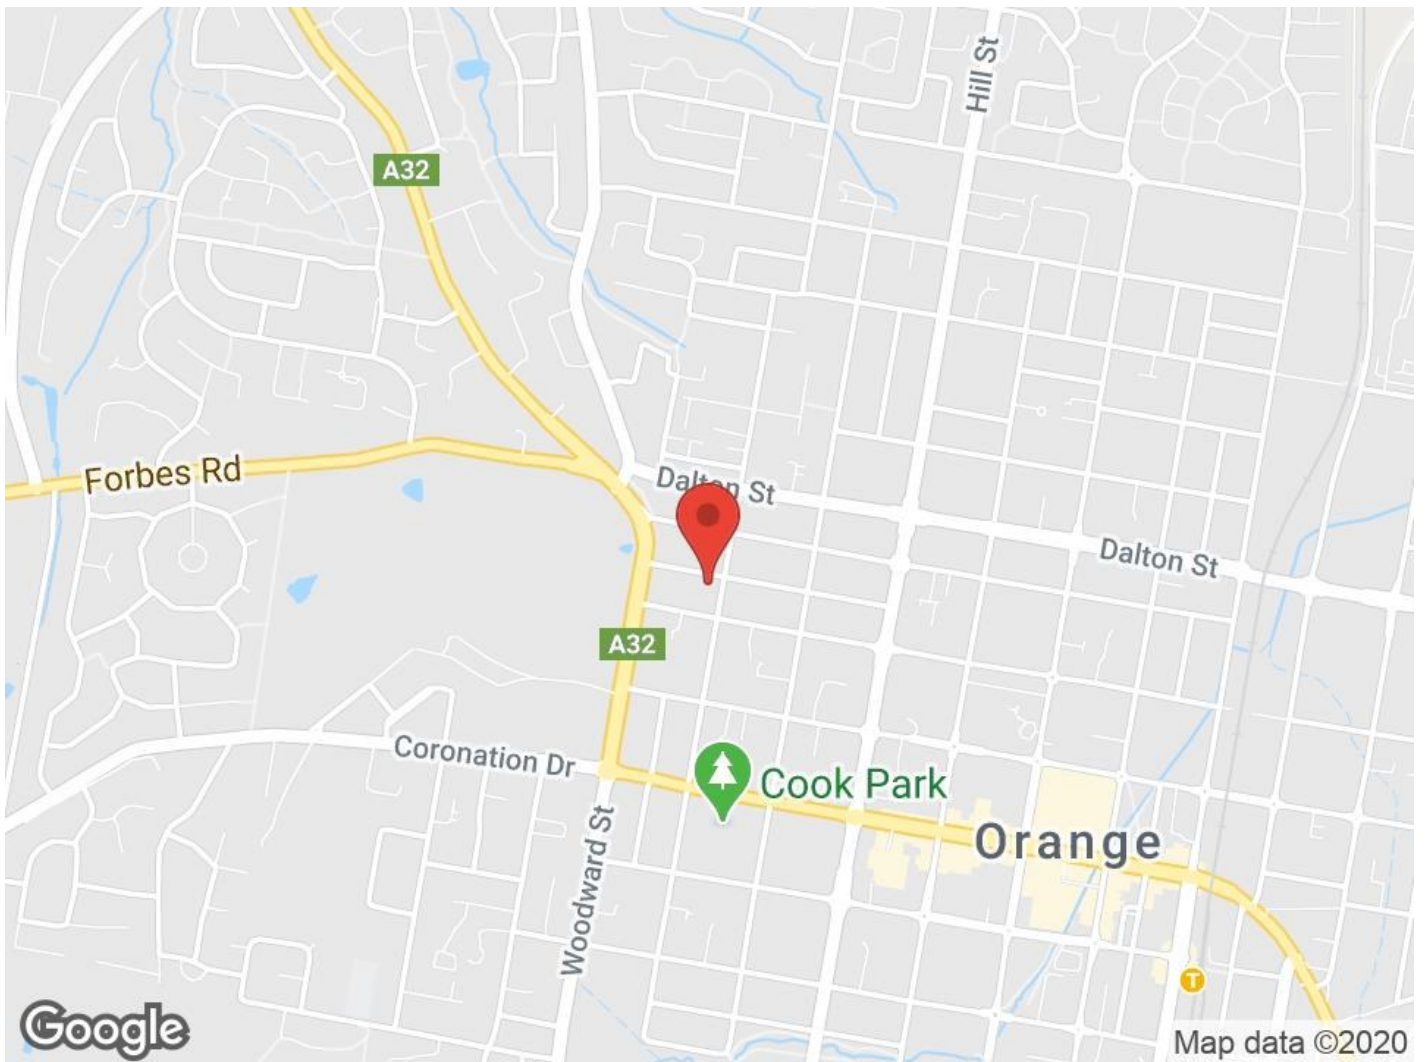 Hill St
A32
Forbes Rd
Dalton St
Dalton St
A32
Coronation Dr
Cook Park
Orange
Woodward St
T
Google
Map data ©2020